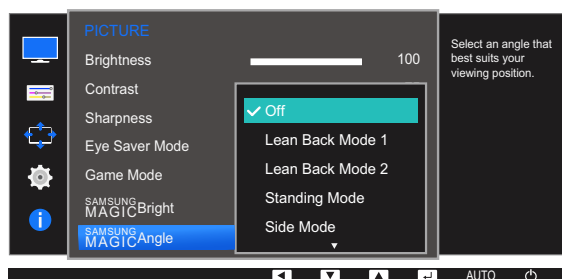 PICTURE
Brightness 100
Contrast
Sharpness
Eye Saver Mode
Game Mode
SAMSUNG
MAGICBright
SAMSUNG
MAGICAngle
Off
Lean Back Mode 1
Lean Back Mode 2
Standing Mode
Side Mode
Select an angle that
best suits your
viewing position.
AUTO